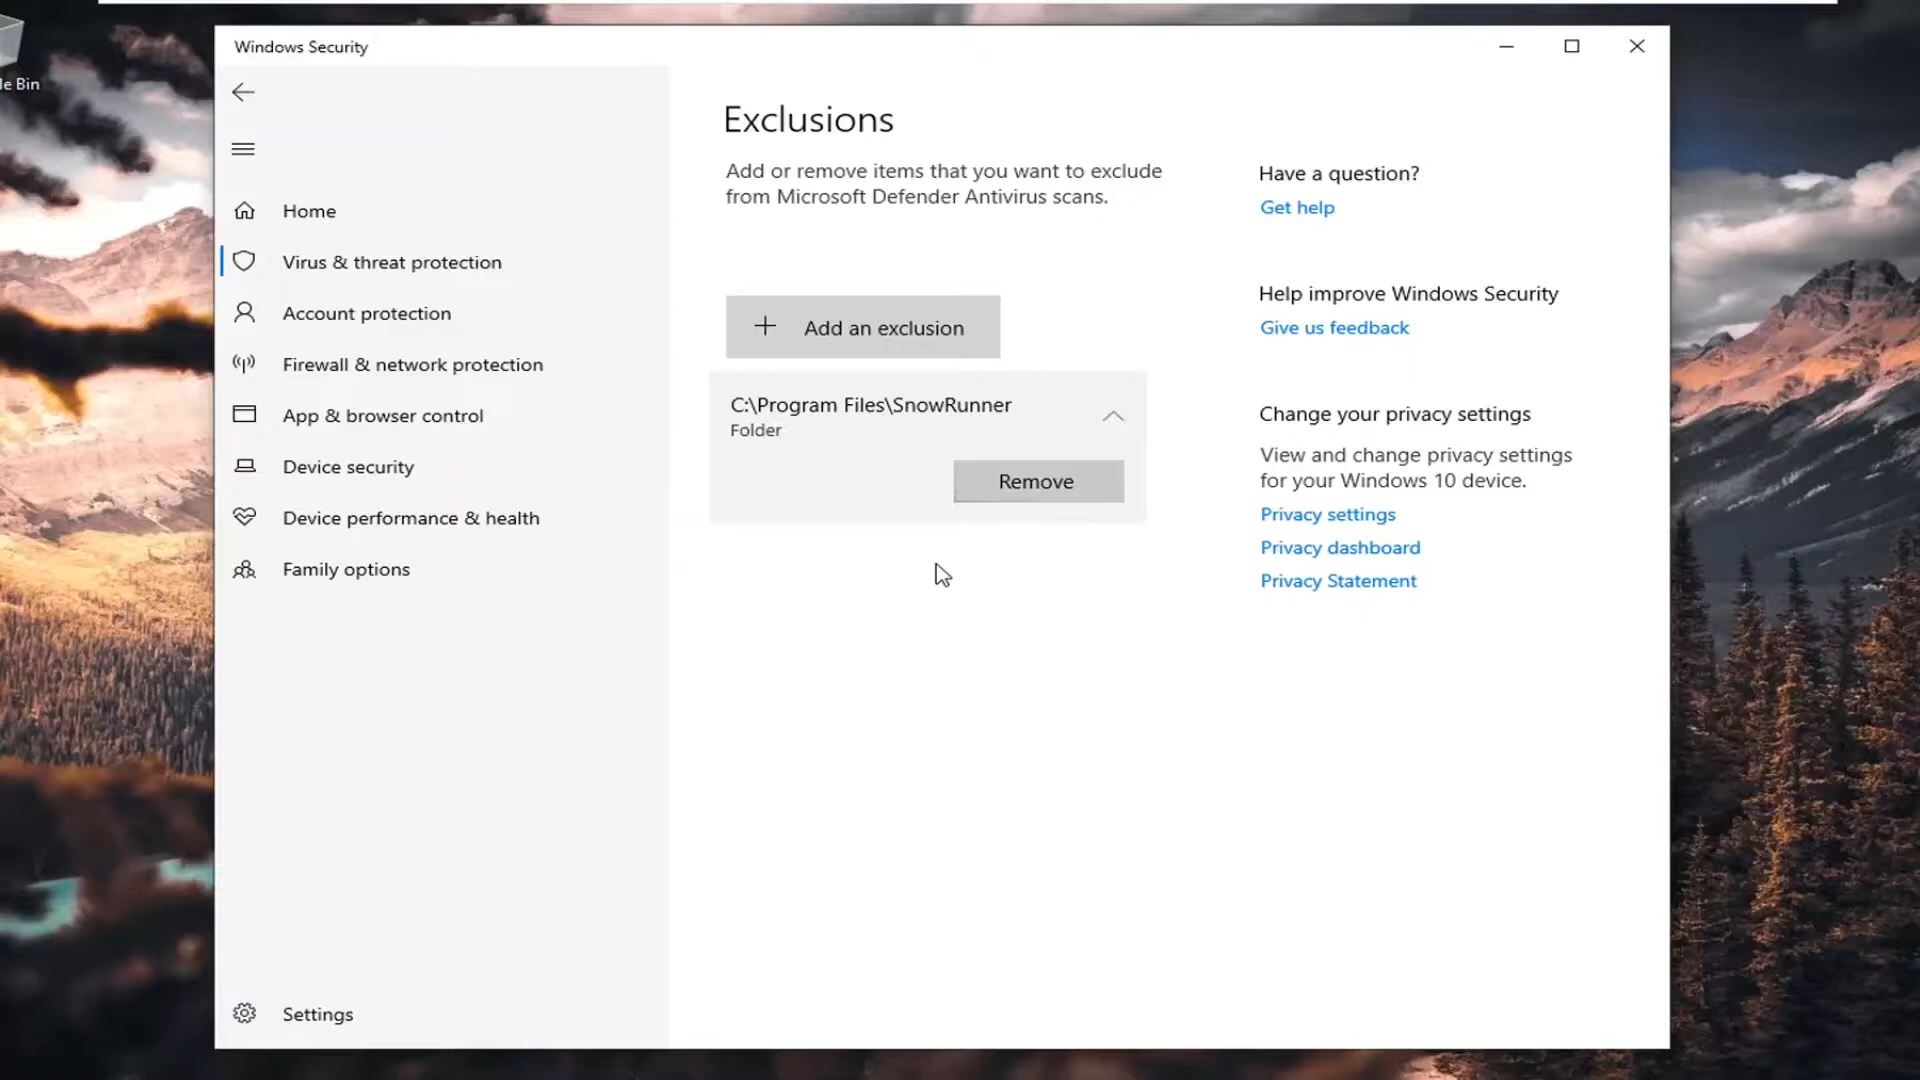 le Bin
Windows Security
Home
Virus & threat protection
Account protection
Firewall & network protection
App & browser control
Device security
Device performance & health
Family options
Settings
Exclusions
Add or remove items that you want to exclude
from Microsoft Defender Antivirus scans.
Add an exclusion
C:\Program Files\SnowRunner
Folder
Remove
Have a question?
Get help
Help improve Windows Security
Give us feedback
Change your privacy settings
View and change privacy settings
for your Windows 10 device.
Privacy settings
Privacy dashboard
Privacy Statement